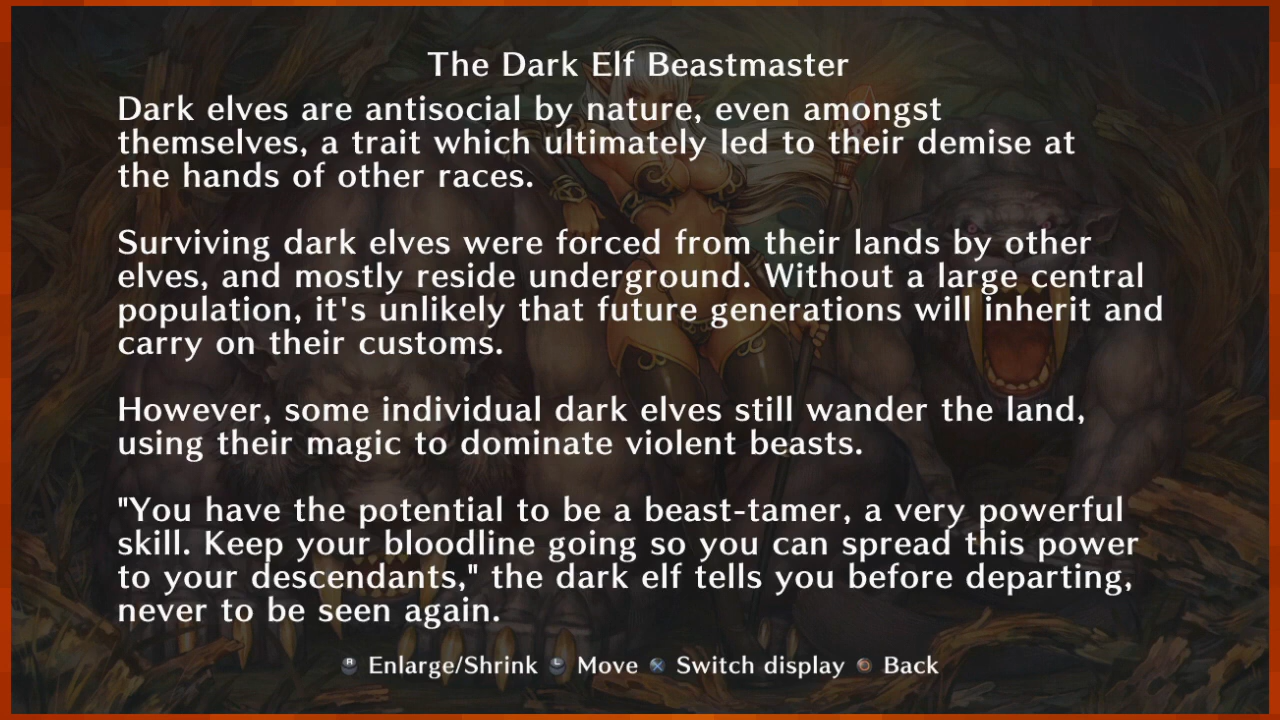 The Dark Elf Beastmaster
Dark elves are antisocial by nature, even amongst
themselves, a trait which ultimately led to their demise at
the hands of other races.
Surviving dark elves were forced from their lands by other
elves, and mostly reside underground. Without a large central
population, it's unlikely that future generations will inherit and
carry on their customs.
However, some individual dark elves still wander the land,
using their magic to dominate violent beasts.
"You have the potential to be a beast-tamer, a very powerful
skill. Keep your bloodline going so you can spread this power
to your descendants," the dark elf tells you before departing,
never to be seen again.
R Enlarge/Shrink L Move Switch display Back